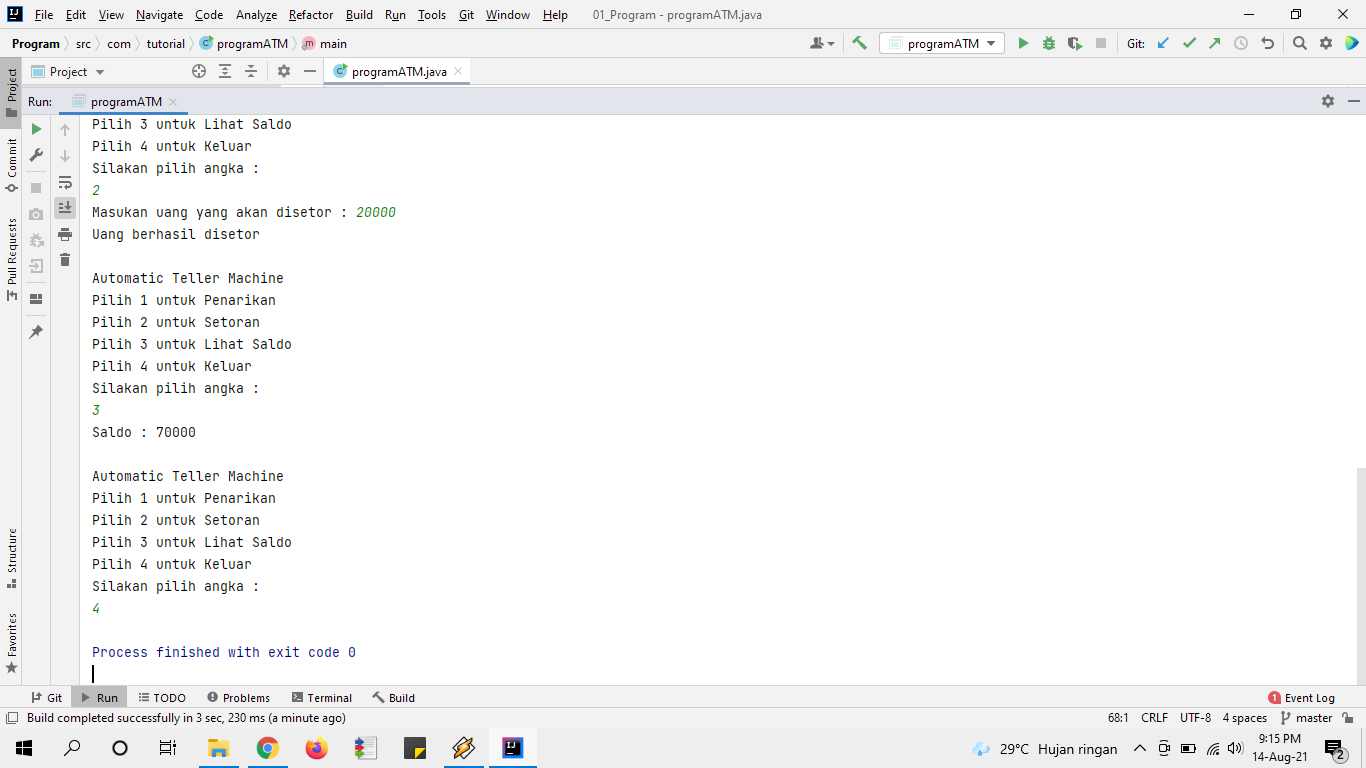 File Edit View Navigate Code Analyze Refactor Build Run Tools Git Window Help 01_Program - programATM.java
Program src com tutorial programATM main programATM Git:
Project programATM.java
Run: programATM
Pilih 3 untuk Lihat Saldo
Pilih 4 untuk Keluar
Silakan pilih angka :
2
Masukan uang yang akan disetor : 20000
Uang berhasil disetor
Automatic Teller Machine
Pilih 1 untuk Penarikan
Pilih 2 untuk Setoran
Pilih 3 untuk Lihat Saldo
Pilih 4 untuk Keluar
Silakan pilih angka :
3
Saldo : 70000
Automatic Teller Machine
Pilih 1 untuk Penarikan
Pilih 2 untuk Setoran
Pilih 3 untuk Lihat Saldo
Pilih 4 untuk Keluar
Silakan pilih angka :
4
Process finished with exit code 0
Project
Commit
Pull Requests
Structure
Favorites
Git Run TODO Problems Terminal Build 1 Event Log
Build completed successfully in 3 sec, 230 ms (a minute ago) 68:1 CRLF UTF-8 4 spaces master
29°C Hujan ringan 9:15 PM
14-Aug-21 2